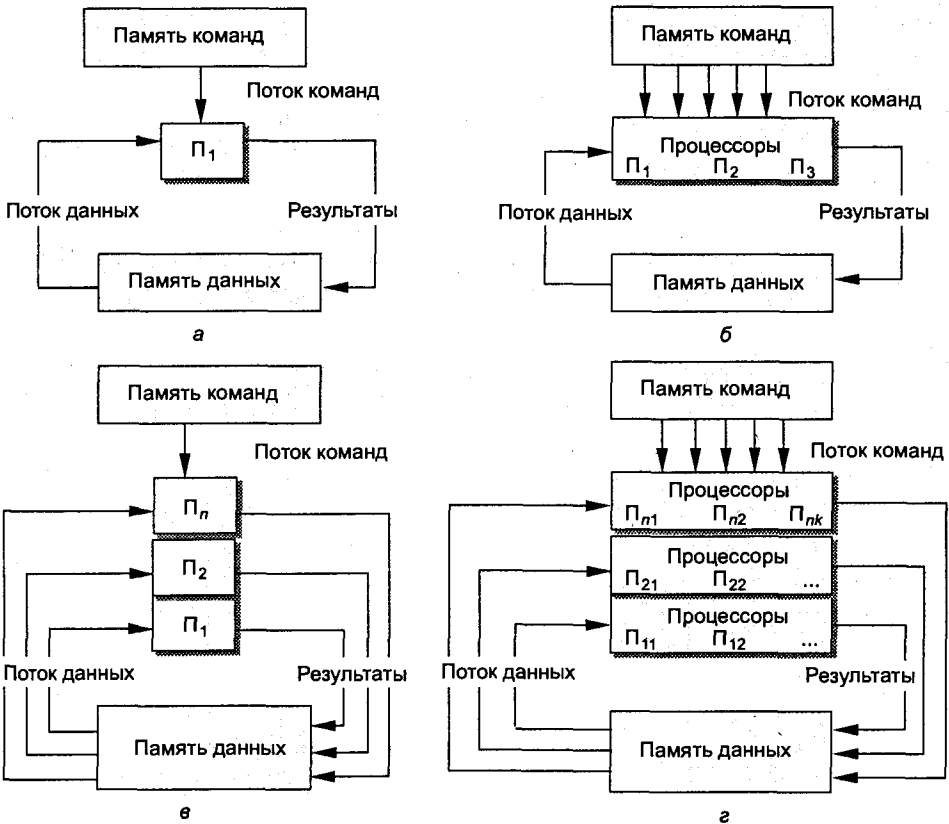 Память команд
Поток команд
П1
Поток данных
Результаты
Память данных
а
Память команд
Поток команд
Процессоры
П1 П2 П3
Поток данных
Результаты
Память данных
б
Память команд
Поток команд
Пn
П2
П1
Поток данных
Результаты
Память данных
в
Память команд
Поток команд
Процессоры
Пn1 Пn2 Пnk
Процессоры
П21 П22 ...
Процессоры
П11 П12 ...
Поток данных
Результаты
Память данных
г